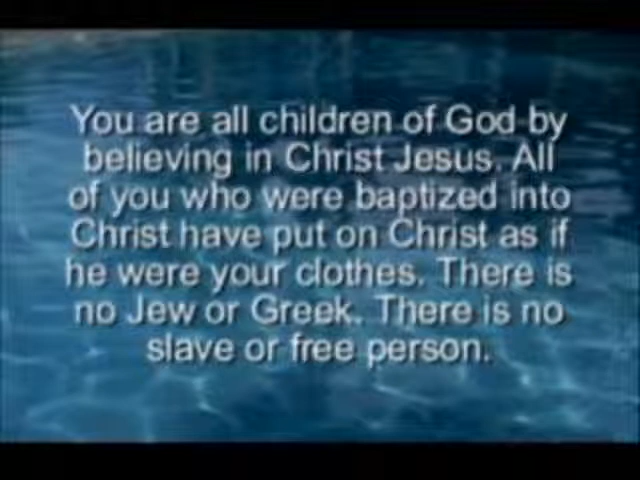 You are all children of God by
believing in Christ Jesus. All
of you who were baptized into
Christ have put on Christ as if
he were your clothes. There is
no Jew or Greek. There is no
slave or free person.